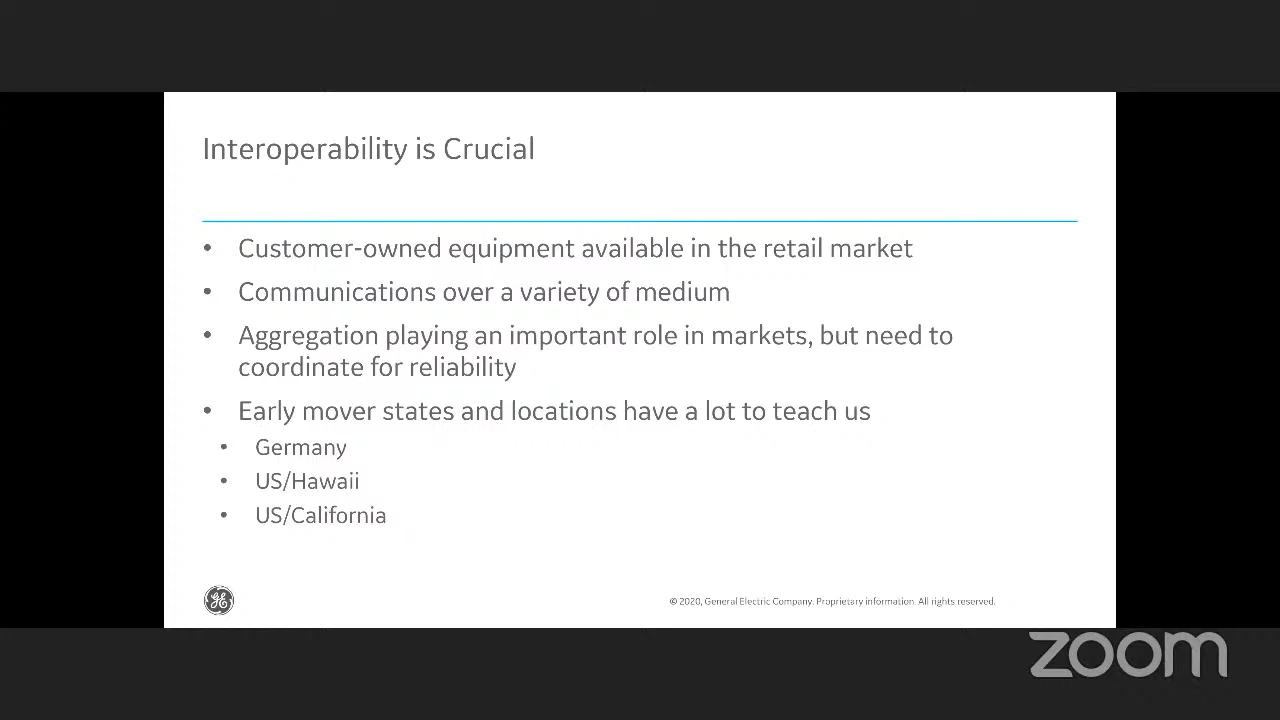 Interoperability is Crucial
• Customer-owned equipment available in the retail market
• Communications over a variety of medium
• Aggregation playing an important role in markets, but need to
coordinate for reliability
• Early mover states and locations have a lot to teach us
• Germany
• US/Hawaii
• US/California
GE
© 2020, General Electric Company. Proprietary information. All rights reserved.
zoom